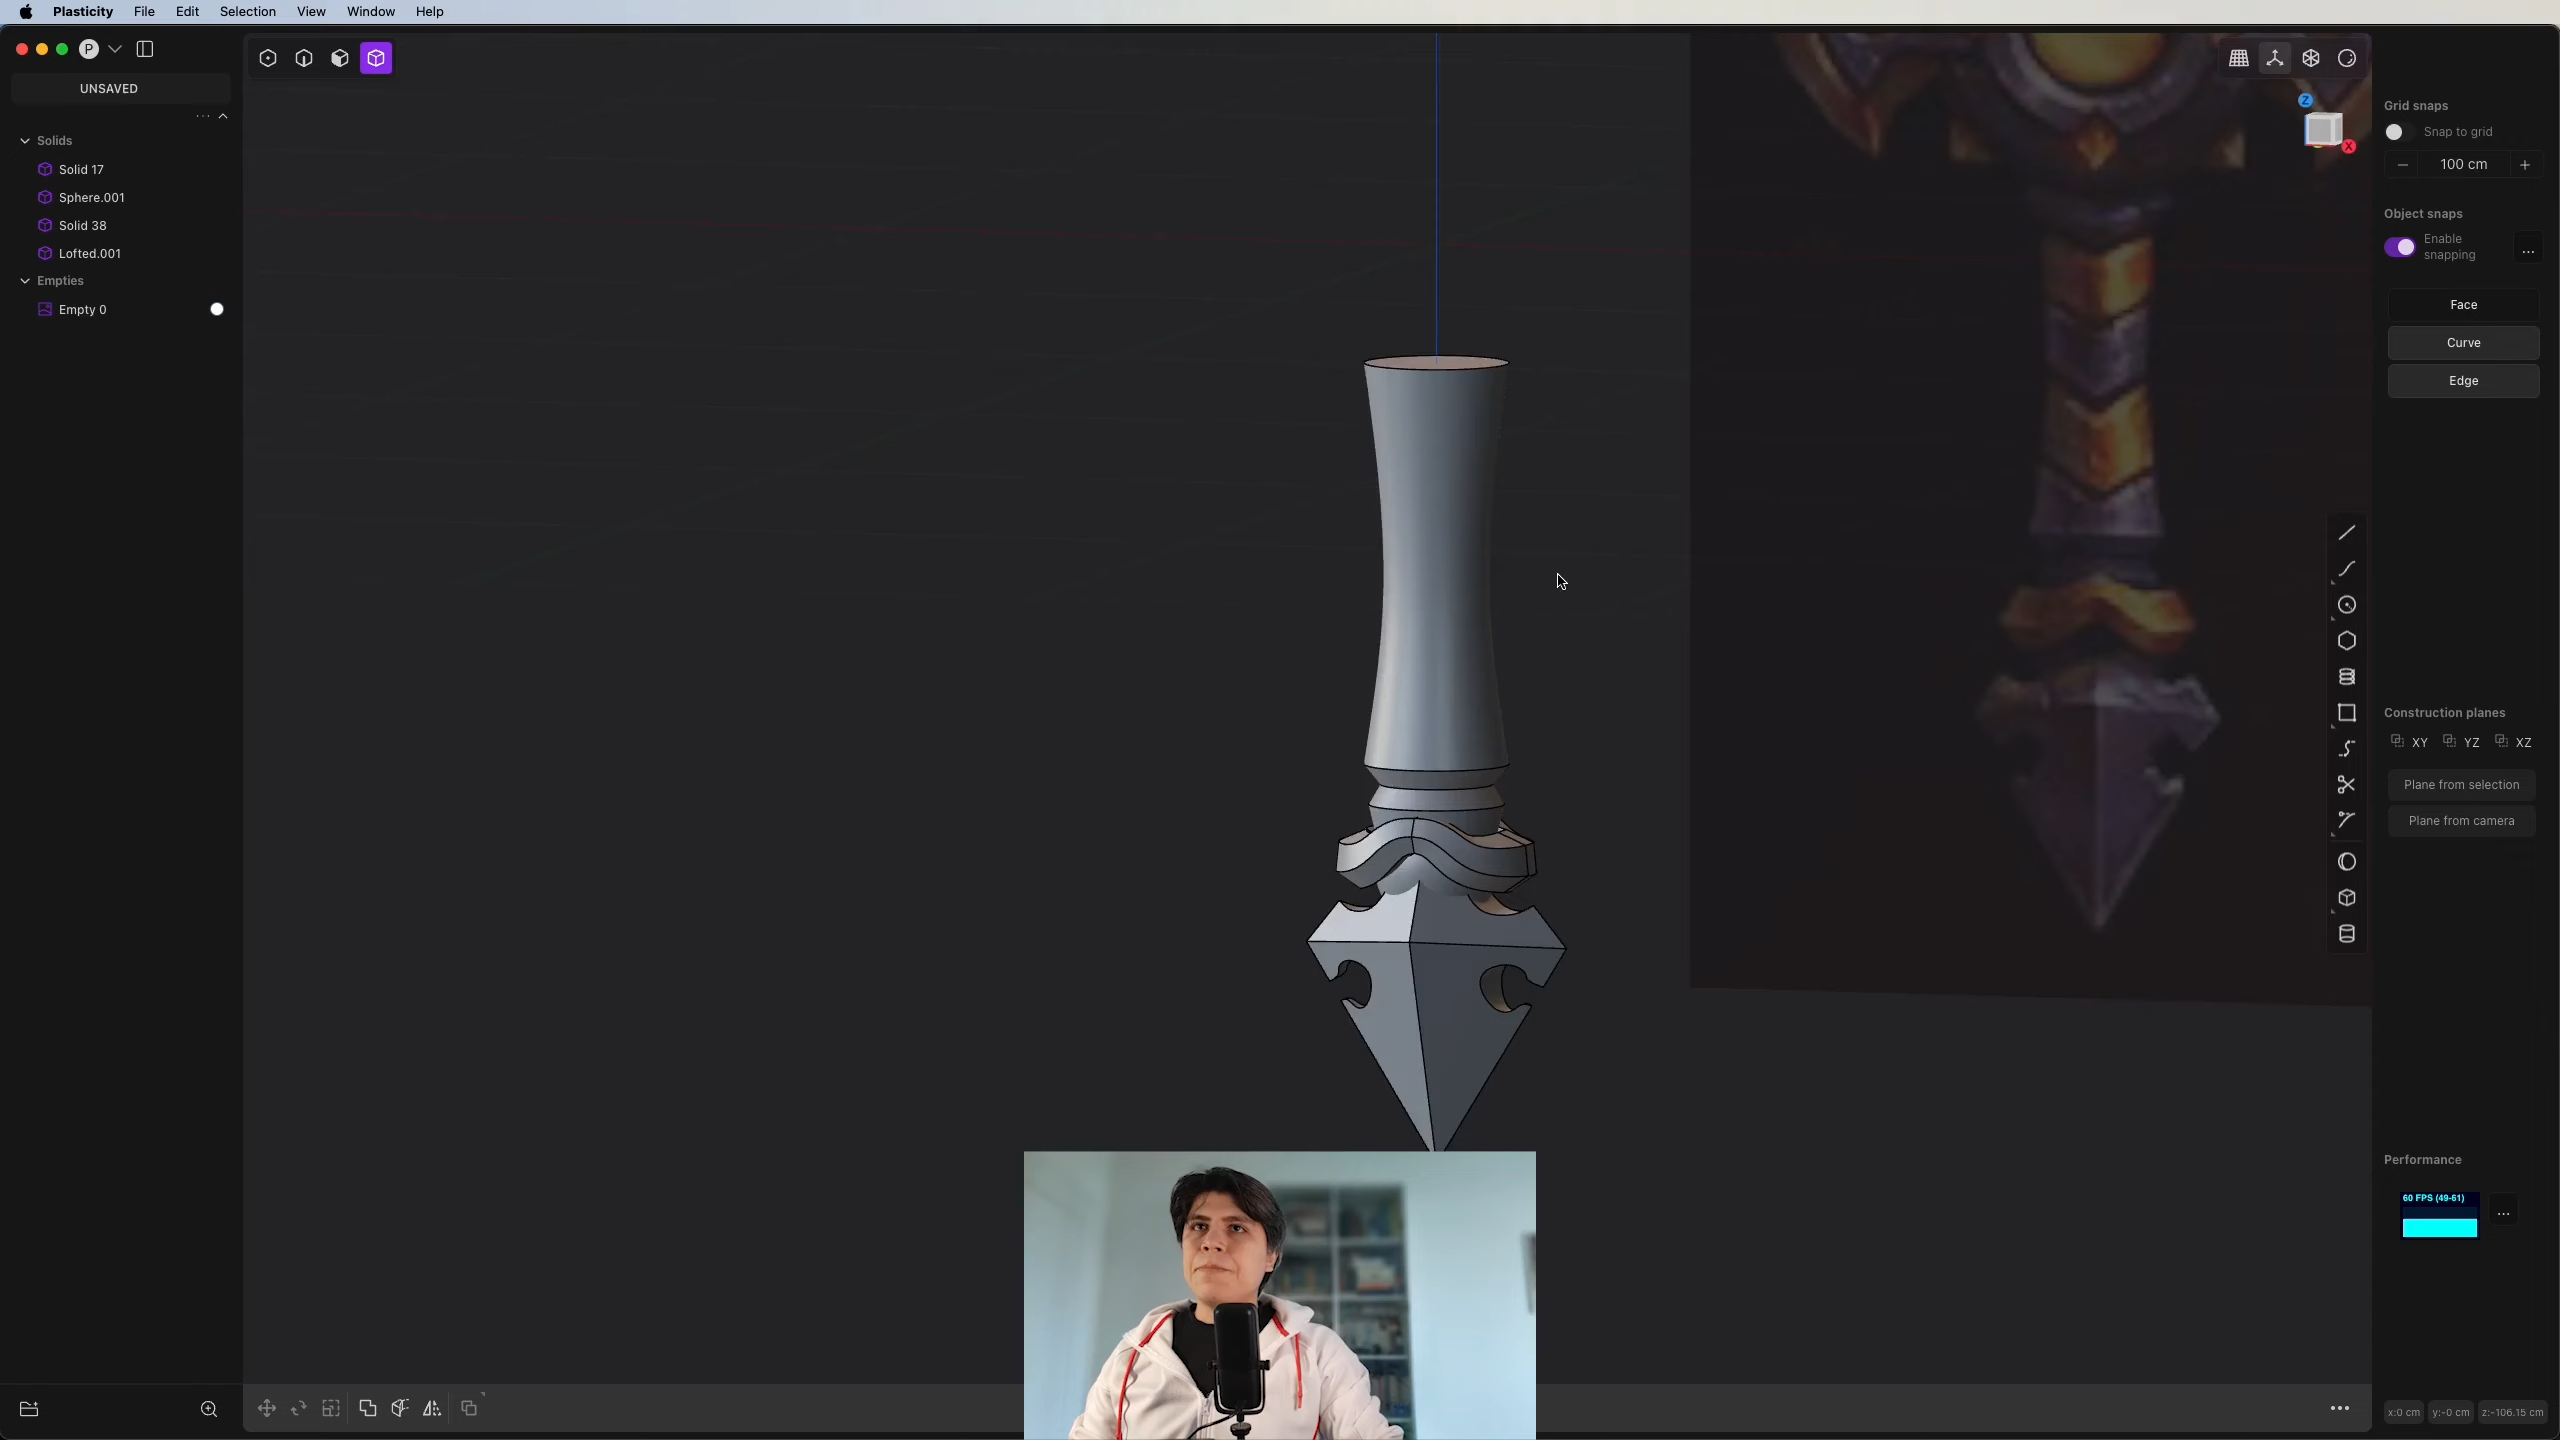 Plasticity File Edit Selection View Window Help
P
UNSAVED
...
Solids
Solid 17
Sphere.001
Solid 38
Lofted.001
Empties
Empty 0
Z
X
Grid snaps
Snap to grid
− 100 cm +
Object snaps
Enable
snapping
...
Face
Curve
Edge
Construction planes
XY YZ XZ
Plane from selection
Plane from camera
Performance
60 FPS (49-61)
...
x:0 cm y:-0 cm z:-106.15 cm